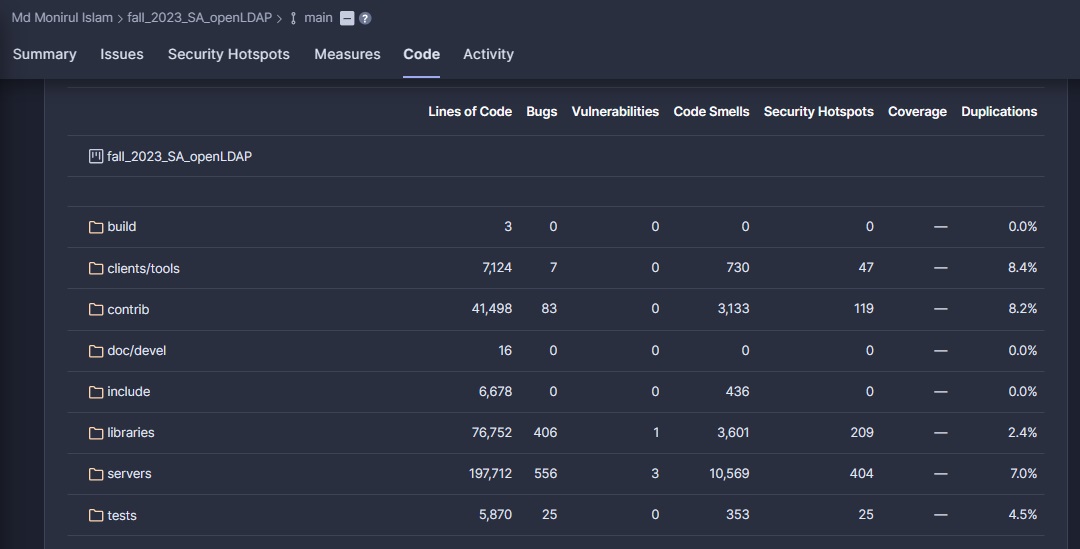 Md Monirul Islam > fall_2023_SA_openLDAP > main ?
Summary Issues Security Hotspots Measures Code Activity
Lines of Code Bugs Vulnerabilities Code Smells Security Hotspots Coverage Duplications
fall_2023_SA_openLDAP
build 3 0 0 0 0 — 0.0%
clients/tools 7,124 7 0 730 47 — 8.4%
contrib 41,498 83 0 3,133 119 — 8.2%
doc/devel 16 0 0 0 0 — 0.0%
include 6,678 0 0 436 0 — 0.0%
libraries 76,752 406 1 3,601 209 — 2.4%
servers 197,712 556 3 10,569 404 — 7.0%
tests 5,870 25 0 353 25 — 4.5%